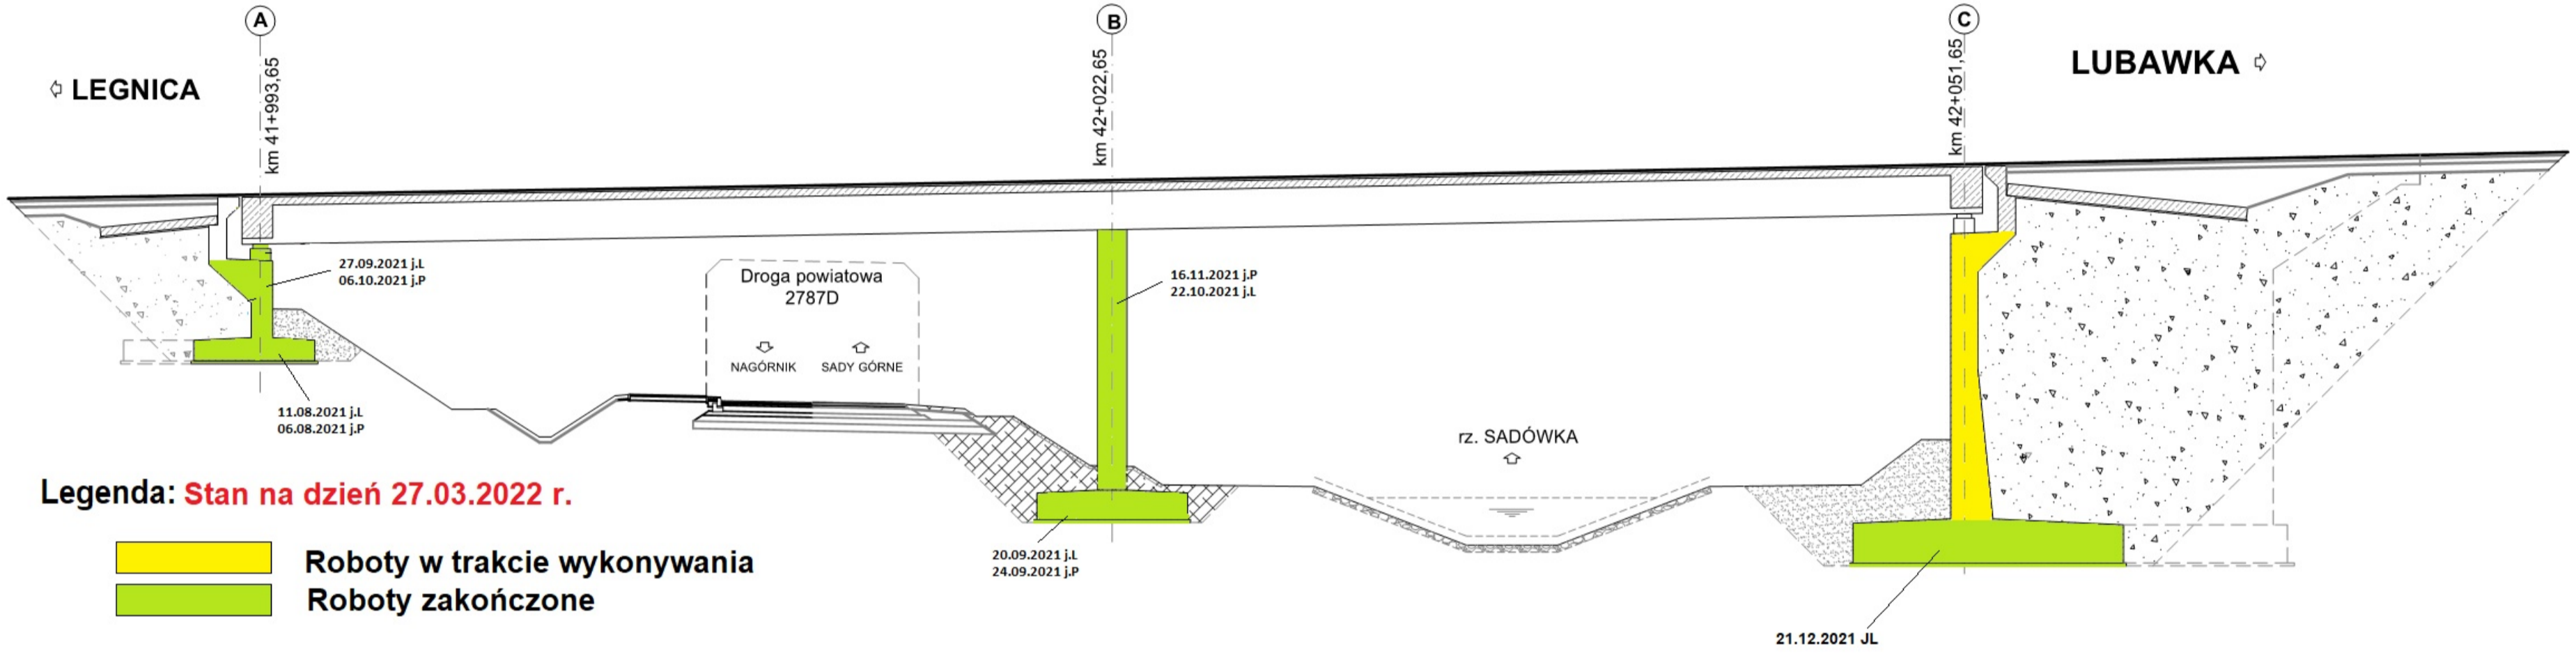 A
B
C
⇦ LEGNICA
km 41+993,65
km 42+022,65
km 42+051,65
LUBAWKA ⇨
27.09.2021 j.L
06.10.2021 j.P
Droga powiatowa
2787D
NAGÓRNIK
SADY GÓRNE
16.11.2021 j.P
22.10.2021 j.L
11.08.2021 j.L
06.08.2021 j.P
rz. SADÓWKA
Legenda: Stan na dzień 27.03.2022 r.
Roboty w trakcie wykonywania
Roboty zakończone
20.09.2021 j.L
24.09.2021 j.P
21.12.2021 JL